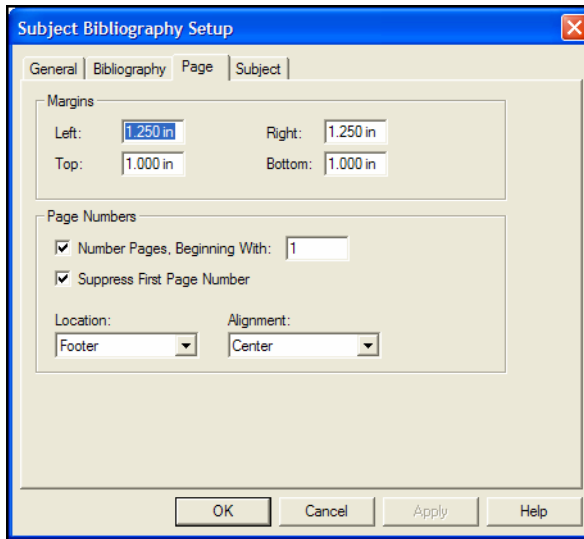 Subject Bibliography Setup
General Bibliography Page Subject
Margins
Left: 1.250 in Right: 1.250 in
Top: 1.000 in Bottom: 1.000 in
Page Numbers
Number Pages, Beginning With: 1
Suppress First Page Number
Location: Alignment:
Footer Center
OK Cancel Apply Help